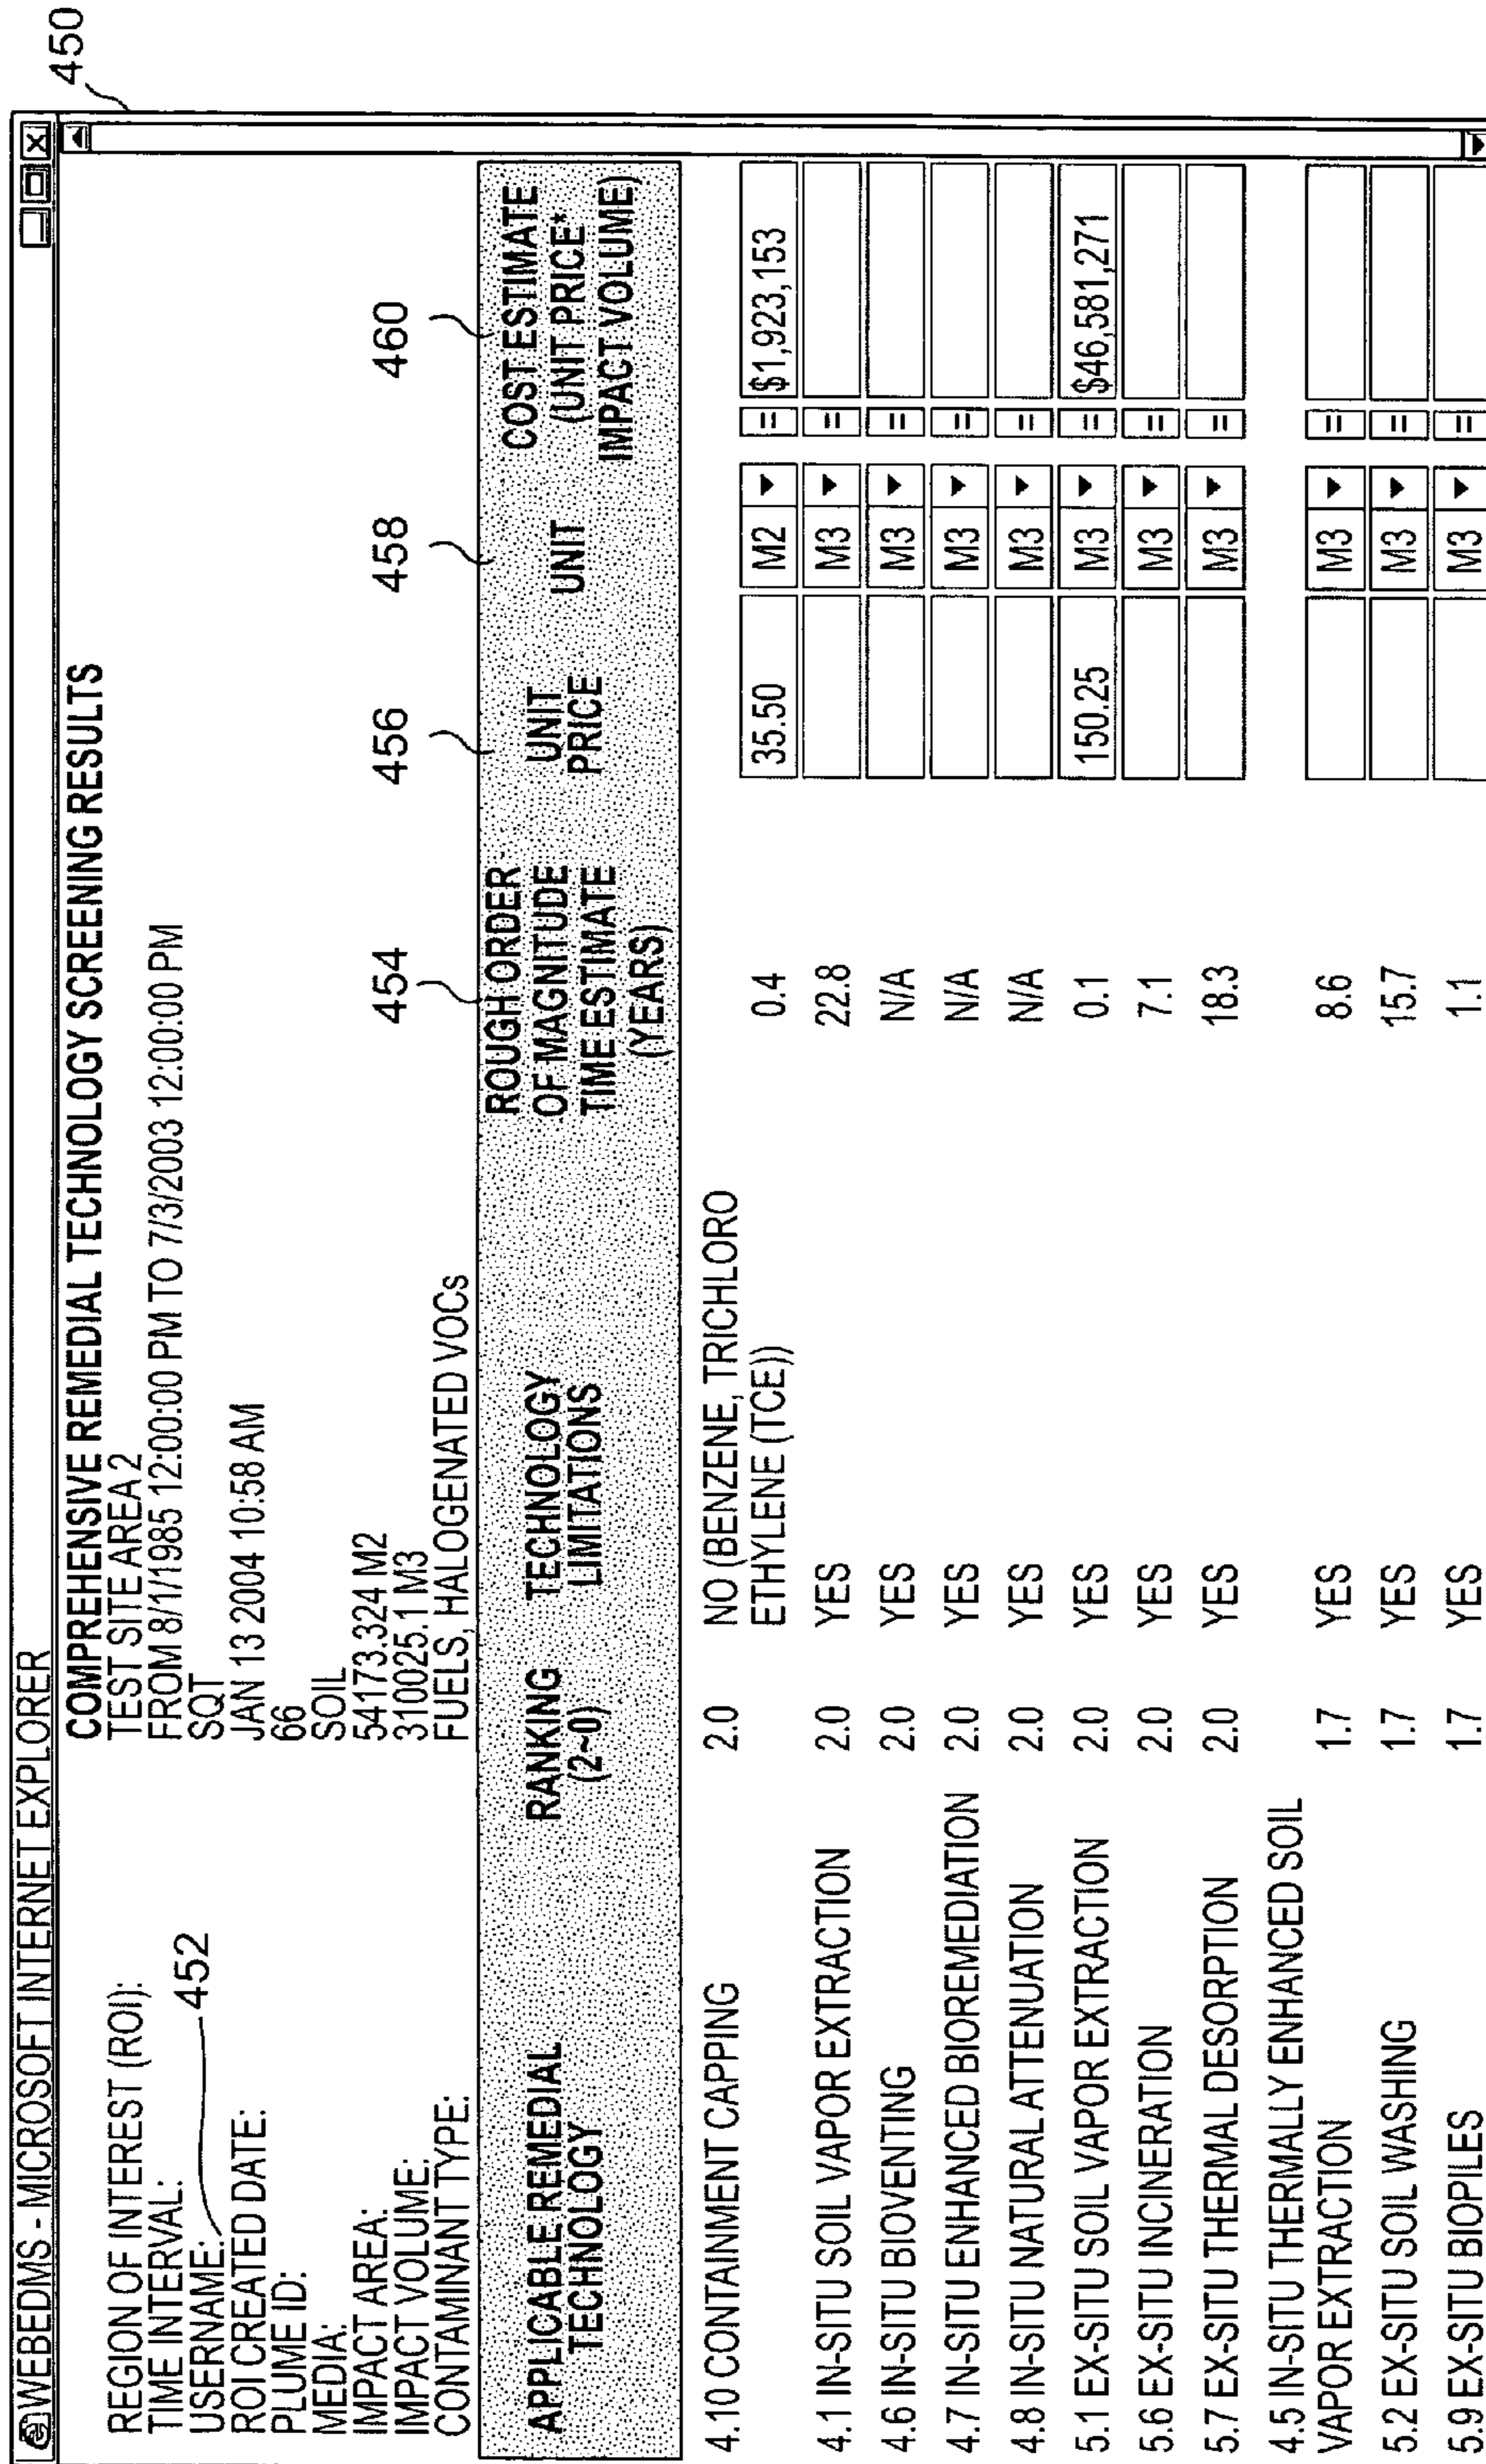 450
WEBEDMS - MICROSOFT INTERNET EXPLORER
COMPREHENSIVE REMEDIAL TECHNOLOGY SCREENING RESULTS
REGION OF INTEREST (ROI): TEST SITE AREA 2
TIME INTERVAL: FROM 8/1/1985 12:00:00 PM TO 7/3/2003 12:00:00 PM
USERNAME: SQT
452
ROI CREATED DATE: JAN 13 2004 10:58 AM
PLUME ID: 66
MEDIA: SOIL
IMPACT AREA: 54173.324 M2
IMPACT VOLUME: 310025.1 M3
CONTAMINANT TYPE: FUELS, HALOGENATED VOCs
454 456 458 460
APPLICABLE REMEDIAL TECHNOLOGY RANKING (2~0) TECHNOLOGY LIMITATIONS ROUGH ORDER OF MAGNITUDE TIME ESTIMATE (YEARS) UNIT PRICE UNIT COST ESTIMATE (UNIT PRICE* IMPACT VOLUME)
4.10 CONTAINMENT CAPPING 2.0 NO (BENZENE, TRICHLORO ETHYLENE (TCE)) 0.4 35.50 M2 = $1,923,153
4.1 IN-SITU SOIL VAPOR EXTRACTION 2.0 YES 22.8 M3 =
4.6 IN-SITU BIOVENTING 2.0 YES N/A M3 =
4.7 IN-SITU ENHANCED BIOREMEDIATION 2.0 YES N/A M3 =
4.8 IN-SITU NATURAL ATTENUATION 2.0 YES N/A M3 =
5.1 EX-SITU SOIL VAPOR EXTRACTION 2.0 YES 0.1 150.25 M3 = $46,581,271
5.6 EX-SITU INCINERATION 2.0 YES 7.1 M3 =
5.7 EX-SITU THERMAL DESORPTION 2.0 YES 18.3 M3 =
4.5 IN-SITU THERMALLY ENHANCED SOIL
VAPOR EXTRACTION 1.7 YES 8.6 M3 =
5.2 EX-SITU SOIL WASHING 1.7 YES 15.7 M3 =
5.9 EX-SITU BIOPILES 1.7 YES 1.1 M3 =